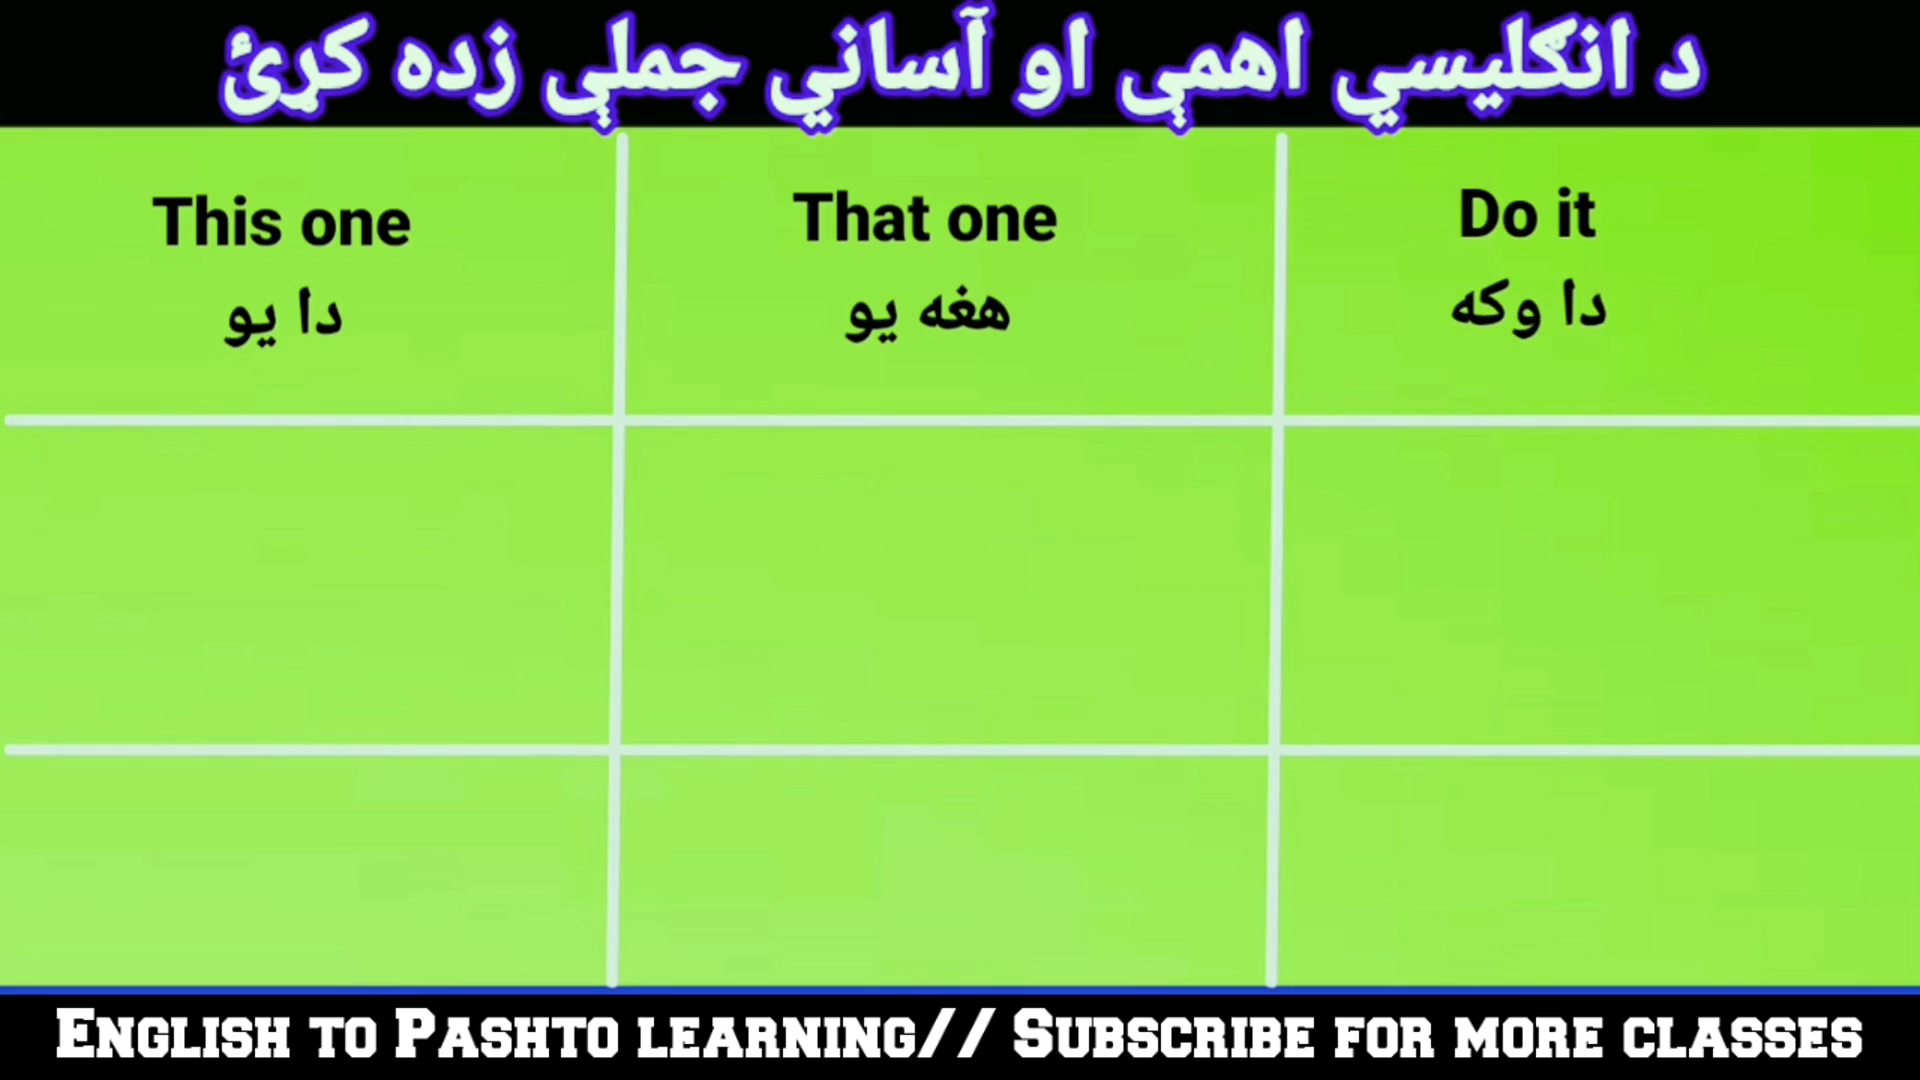 د انګلیسي اهمې او آساني جملې زده کړئ
This one
دا یو
That one
هغه یو
Do it
دا وکه
English to Pashto learning// Subscribe for more classes